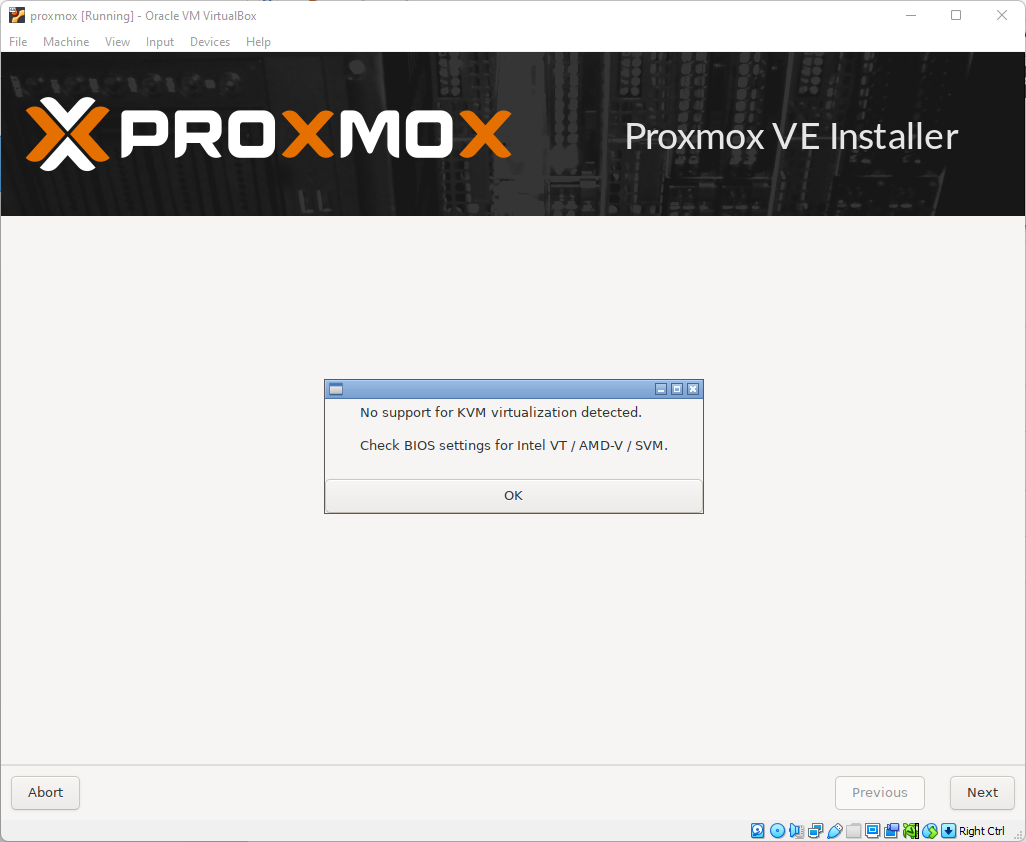 proxmox [Running] - Oracle VM VirtualBox
File Machine View Input Devices Help
PROXMOX
Proxmox VE Installer
No support for KVM virtualization detected.
Check BIOS settings for Intel VT / AMD-V / SVM.
OK
Abort
Previous
Next
Right Ctrl